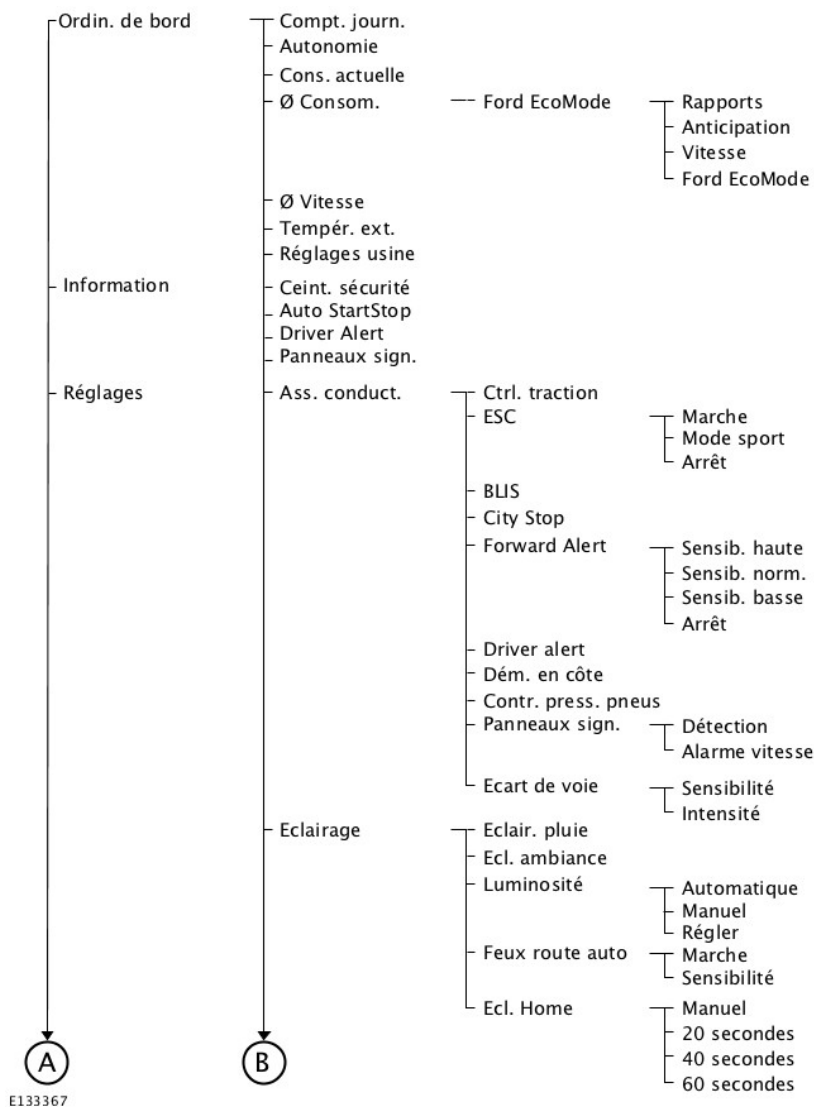 Ordin. de bord
Compt. journ.
Autonomie
Cons. actuelle
Ø Consom.
Ford EcoMode
Rapports
Anticipation
Vitesse
Ford EcoMode
Ø Vitesse
Tempér. ext.
Réglages usine
Information
Ceint. sécurité
Auto StartStop
Driver Alert
Panneaux sign.
Réglages
Ass. conduct.
Ctrl. traction
ESC
Marche
Mode sport
Arrêt
BLIS
City Stop
Forward Alert
Sensib. haute
Sensib. norm.
Sensib. basse
Arrêt
Driver alert
Dém. en côte
Contr. press. pneus
Panneaux sign.
Détection
Alarme vitesse
Ecart de voie
Sensibilité
Intensité
Eclairage
Eclair. pluie
Ecl. ambiance
Luminosité
Automatique
Manuel
Régler
Feux route auto
Marche
Sensibilité
Ecl. Home
Manuel
20 secondes
40 secondes
60 secondes
A
B
E133367